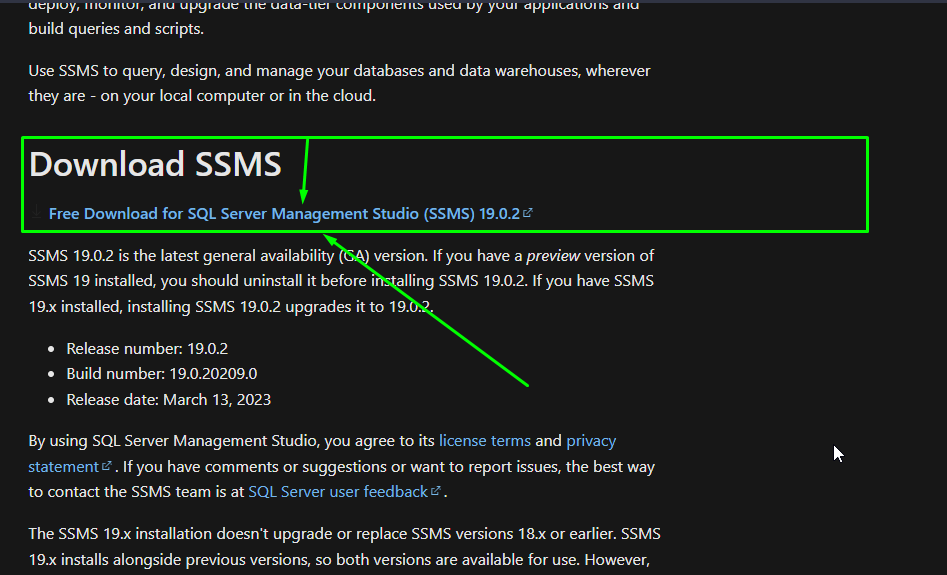 deploy, monitor, and upgrade the data-tier components used by your applications and
build queries and scripts.
Use SSMS to query, design, and manage your databases and data warehouses, wherever
they are - on your local computer or in the cloud.
Download SSMS
Free Download for SQL Server Management Studio (SSMS) 19.0.2
SSMS 19.0.2 is the latest general availability (GA) version. If you have a preview version of
SSMS 19 installed, you should uninstall it before installing SSMS 19.0.2. If you have SSMS
19.x installed, installing SSMS 19.0.2 upgrades it to 19.0.2.
• Release number: 19.0.2
• Build number: 19.0.20209.0
• Release date: March 13, 2023
By using SQL Server Management Studio, you agree to its license terms and privacy
statement. If you have comments or suggestions or want to report issues, the best way
to contact the SSMS team is at SQL Server user feedback.
The SSMS 19.x installation doesn't upgrade or replace SSMS versions 18.x or earlier. SSMS
19.x installs alongside previous versions, so both versions are available for use. However,